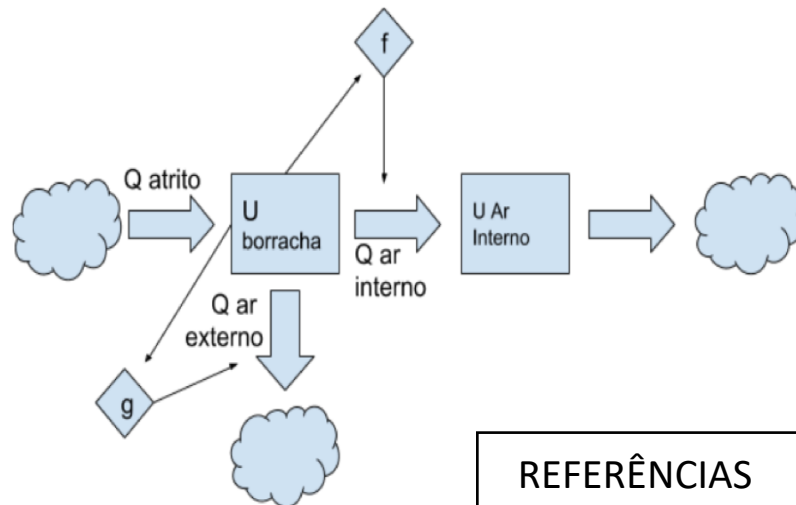 f
Q atrito
U
borracha
U Ar
Interno
Q ar
interno
Q ar
externo
g
REFERÊNCIAS